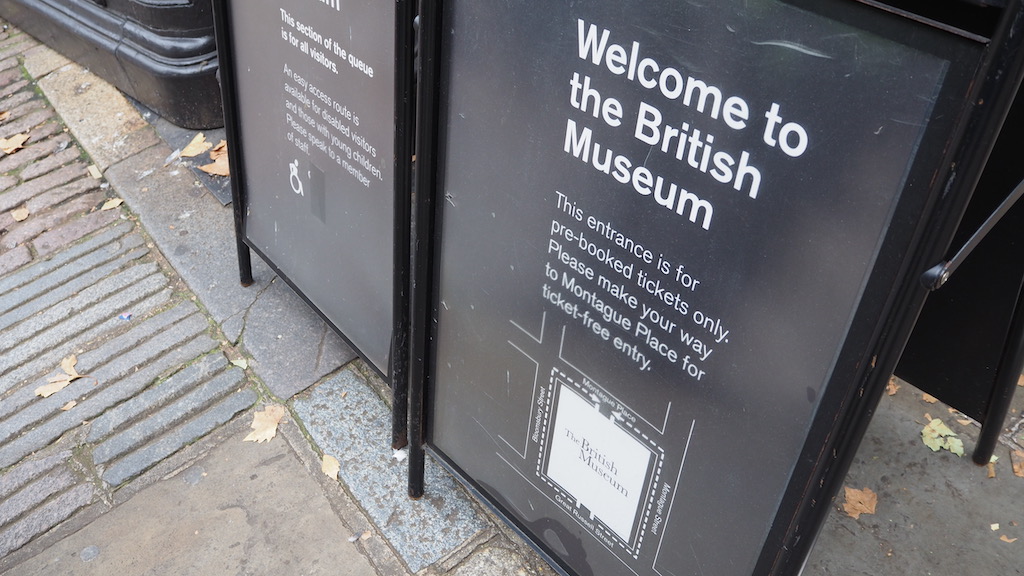 This section of the queue
is for all visitors.
An easy access route is
available for disabled visitors
and those with young children.
Please speak to a member
of staff
Welcome to
the British
Museum
This entrance is for
pre-booked tickets only.
Please make your way
to Montague Place for
ticket-free entry.
Montague Place
Bloomsbury Street
The British
Museum
Montague Street
Great Russell Street